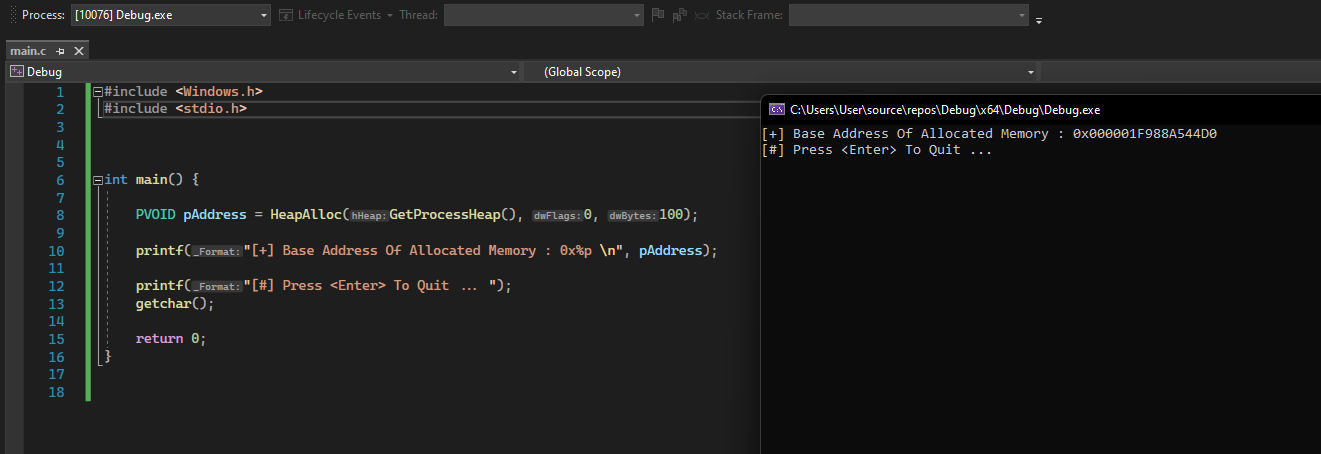 Process: [10076] Debug.exe Lifecycle Events Thread: Stack Frame:
main.c
Debug (Global Scope)
1 #include <Windows.h>
2 #include <stdio.h>
3
4
5
6 int main() {
7
8 PVOID pAddress = HeapAlloc(hHeap:GetProcessHeap(), dwFlags:0, dwBytes:100);
9
10 printf(_Format:"[+] Base Address Of Allocated Memory : 0x%p \n", pAddress);
11
12 printf(_Format:"[#] Press <Enter> To Quit ... ");
13 getchar();
14
15 return 0;
16 }
17
18
C:\Users\User\source\repos\Debug\x64\Debug\Debug.exe
[+] Base Address Of Allocated Memory : 0x000001F988A544D0
[#] Press <Enter> To Quit ...